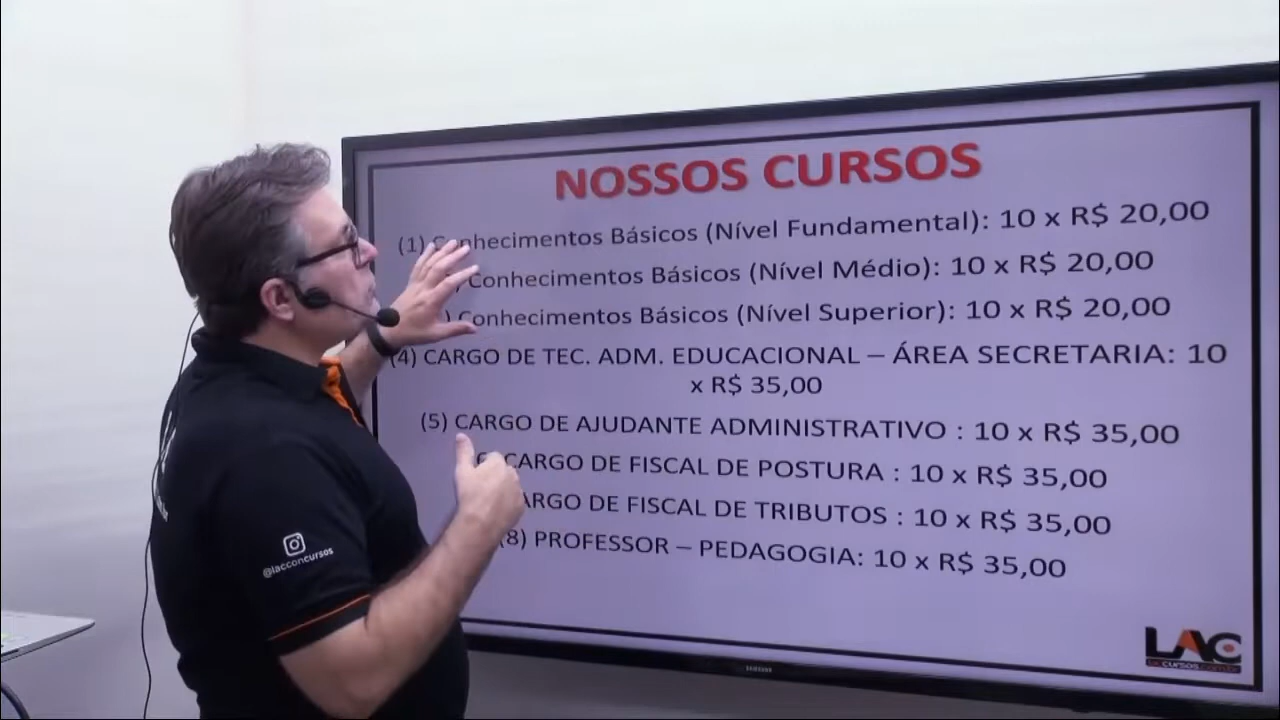 NOSSOS CURSOS
(1) Conhecimentos Básicos (Nível Fundamental): 10 x R$ 20,00
Conhecimentos Básicos (Nível Médio): 10 x R$ 20,00
) Conhecimentos Básicos (Nível Superior): 10 x R$ 20,00
(4) CARGO DE TEC. ADM. EDUCACIONAL – ÁREA SECRETARIA: 10
x R$ 35,00
(5) CARGO DE AJUDANTE ADMINISTRATIVO : 10 x R$ 35,00
CARGO DE FISCAL DE POSTURA : 10 x R$ 35,00
ARGO DE FISCAL DE TRIBUTOS : 10 x R$ 35,00
(8) PROFESSOR – PEDAGOGIA: 10 x R$ 35,00
@lacconcursos
LAC
SAMSUNG